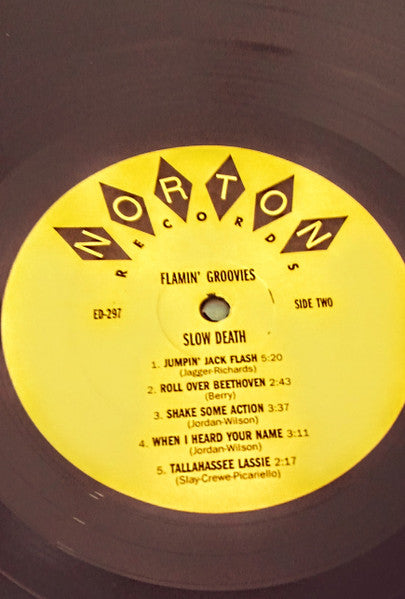 NORTON
RECORDS
FLAMIN' GROOVIES
ED-297
SIDE TWO
SLOW DEATH
1. JUMPIN' JACK FLASH 5:20
(Jagger-Richards)
2. ROLL OVER BEETHOVEN 2:43
(Berry)
3. SHAKE SOME ACTION 3:37
(Jordan-Wilson)
4. WHEN I HEARD YOUR NAME 3:11
(Jordan-Wilson)
5. TALLAHASSEE LASSIE 2:17
(Slay-Crewe-Picariello)